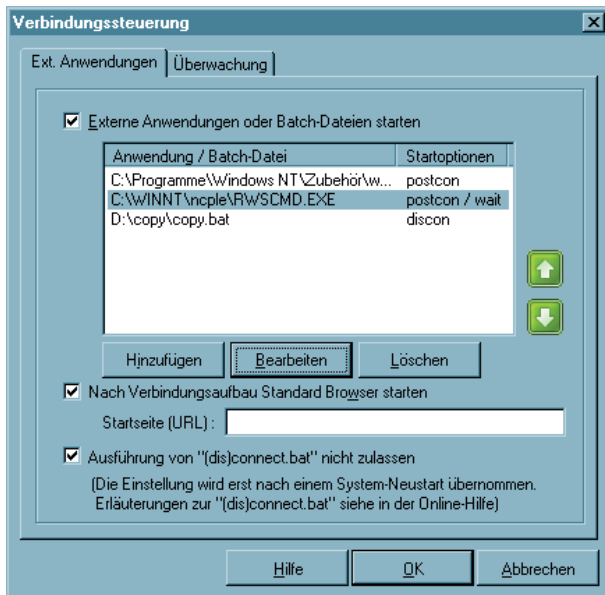 Verbindungssteuerung
Ext. Anwendungen Überwachung
Externe Anwendungen oder Batch-Dateien starten
Anwendung / Batch-Datei Startoptionen
C:\Programme\Windows NT\Zubehör\w... postcon
C:\WINNT\ncple\RWSCMD.EXE postcon / wait
D:\copy\copy.bat discon
Hinzufügen Bearbeiten Löschen
Nach Verbindungsaufbau Standard Browser starten
Startseite (URL) :
Ausführung von "(dis)connect.bat" nicht zulassen
(Die Einstellung wird erst nach einem System-Neustart übernommen.
Erläuterungen zur "(dis)connect.bat" siehe in der Online-Hilfe)
Hilfe OK Abbrechen